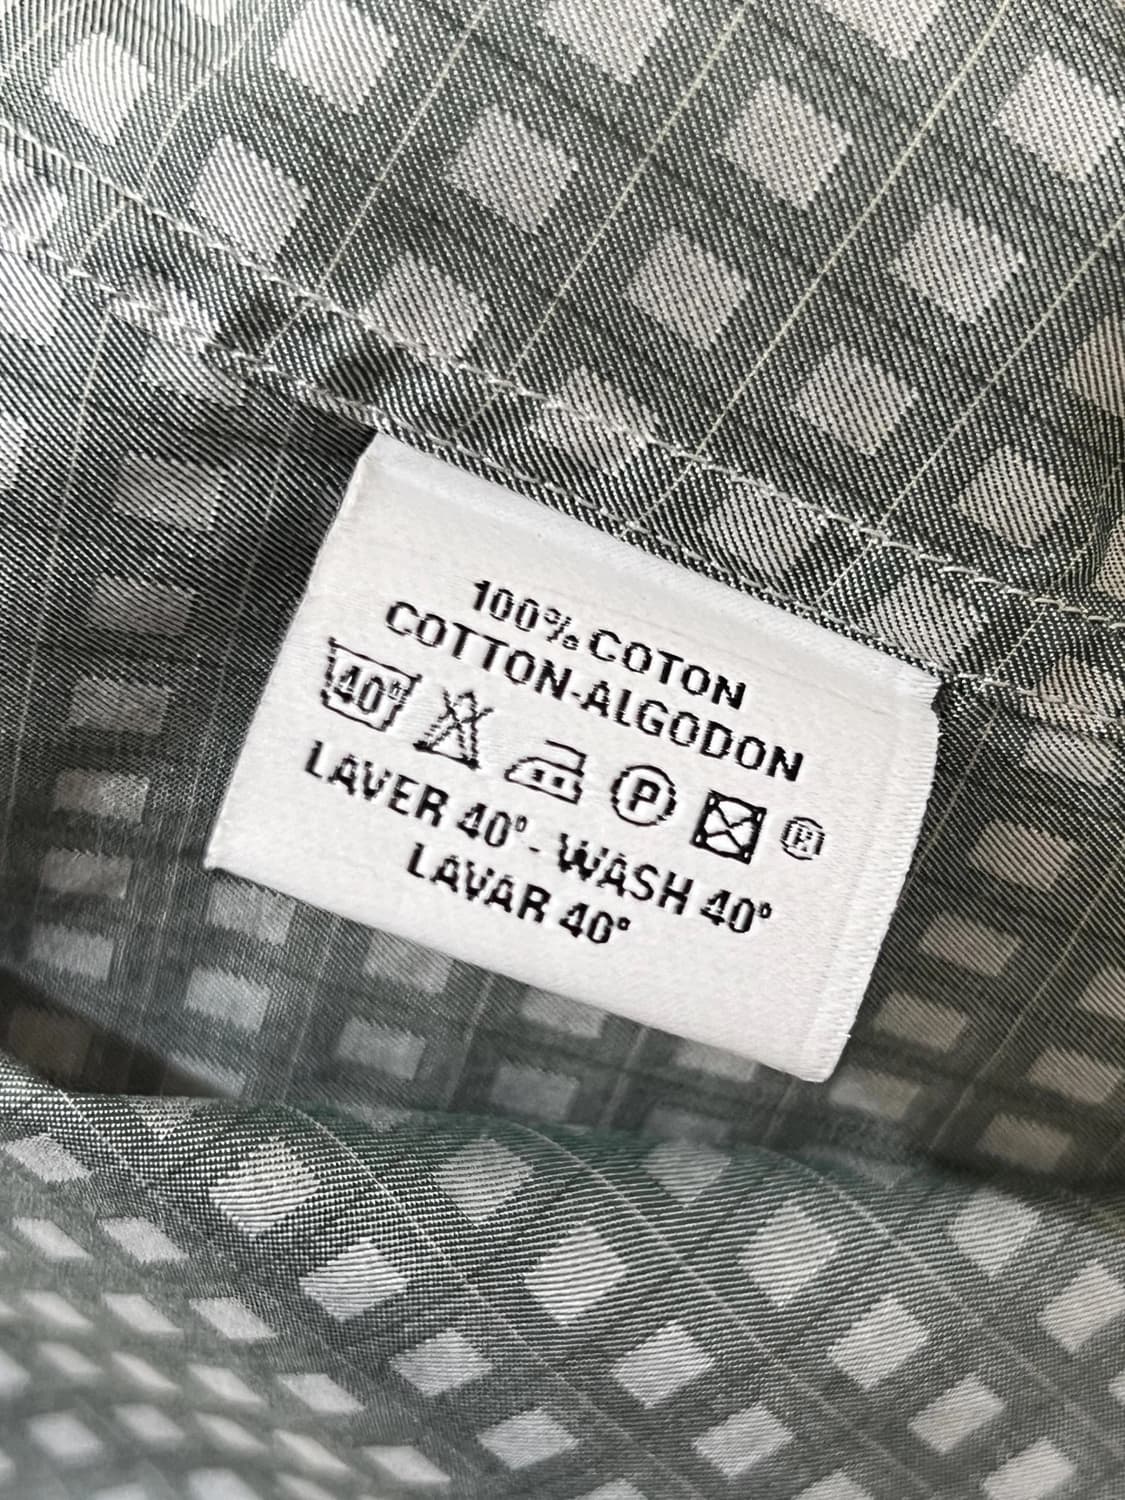 100% COTON
COTTON-ALGODON
40° P ®
LAVER 40° - WASH 40°
LAVAR 40°